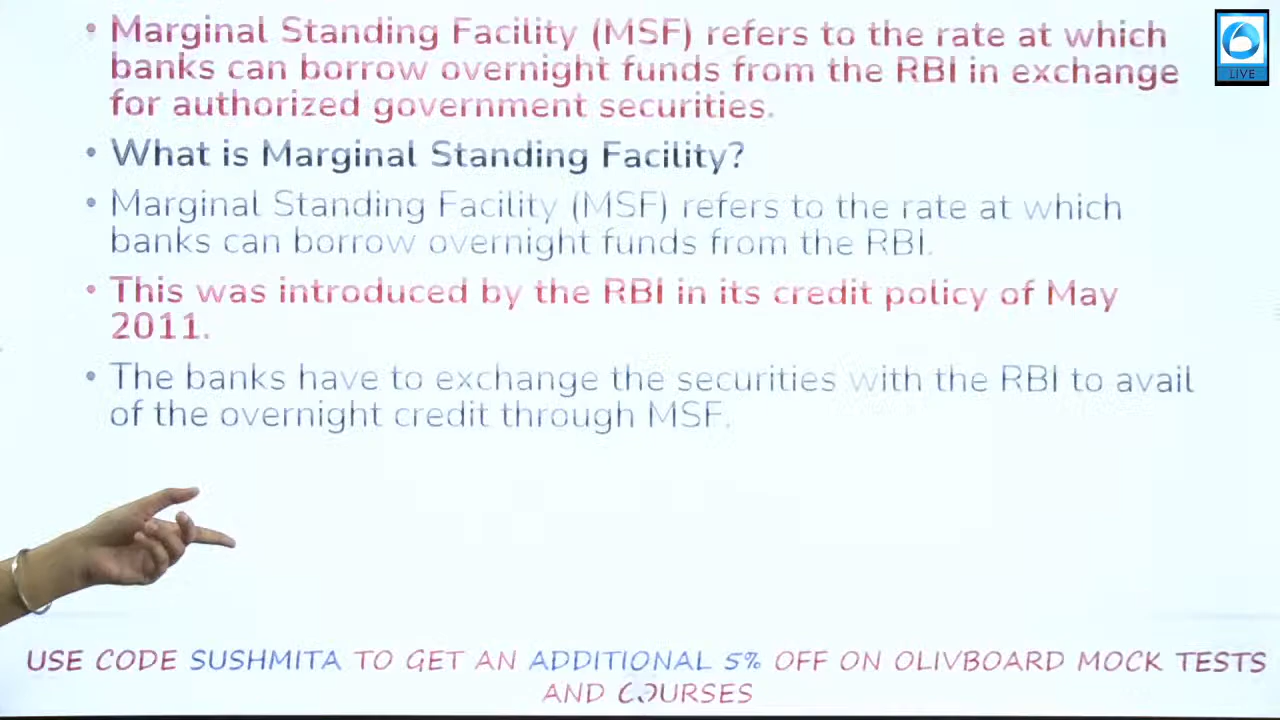 • Marginal Standing Facility (MSF) refers to the rate at which
banks can borrow overnight funds from the RBI in exchange
for authorized government securities.
• What is Marginal Standing Facility?
• Marginal Standing Facility (MSF) refers to the rate at which
banks can borrow overnight funds from the RBI.
• This was introduced by the RBI in its credit policy of May
2011.
• The banks have to exchange the securities with the RBI to avail
of the overnight credit through MSF.
USE CODE SUSHMITA TO GET AN ADDITIONAL 5% OFF ON OLIVBOARD MOCK TESTS
AND COURSES
LIVE